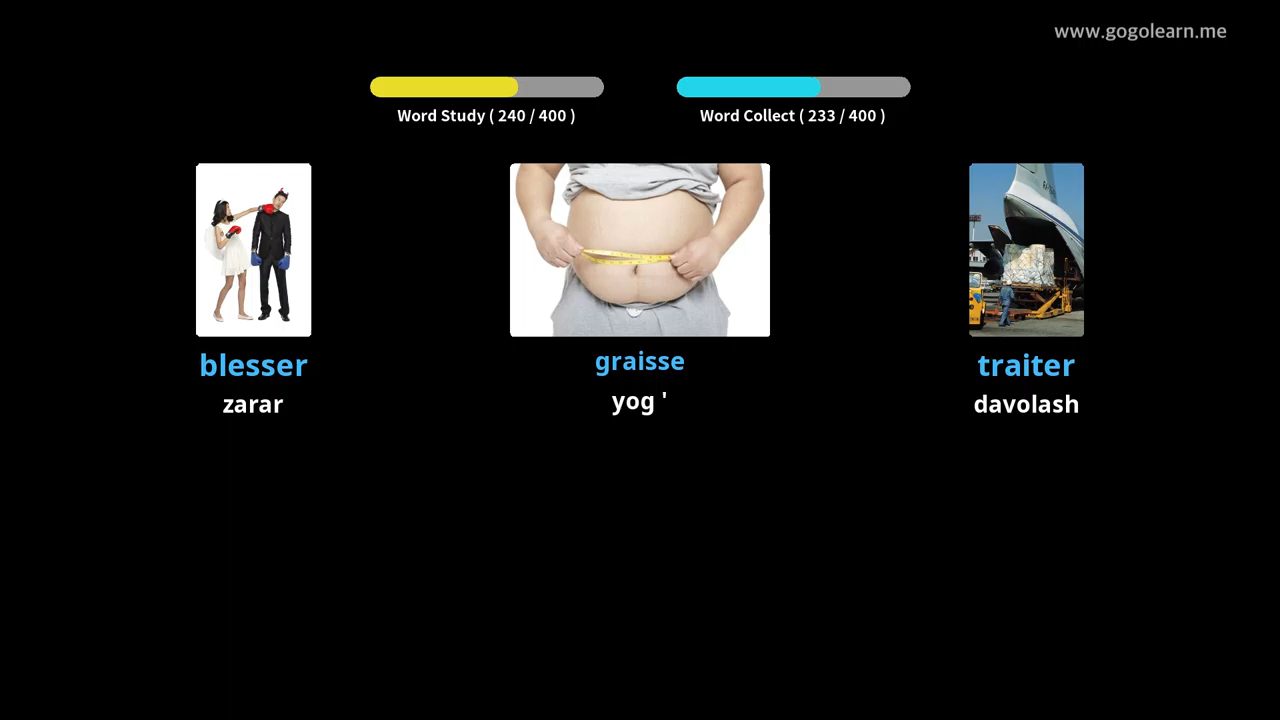 www.gogolearn.me
Word Study ( 240 / 400 )
Word Collect ( 233 / 400 )
blesser
zarar
graisse
yog '
traiter
davolash